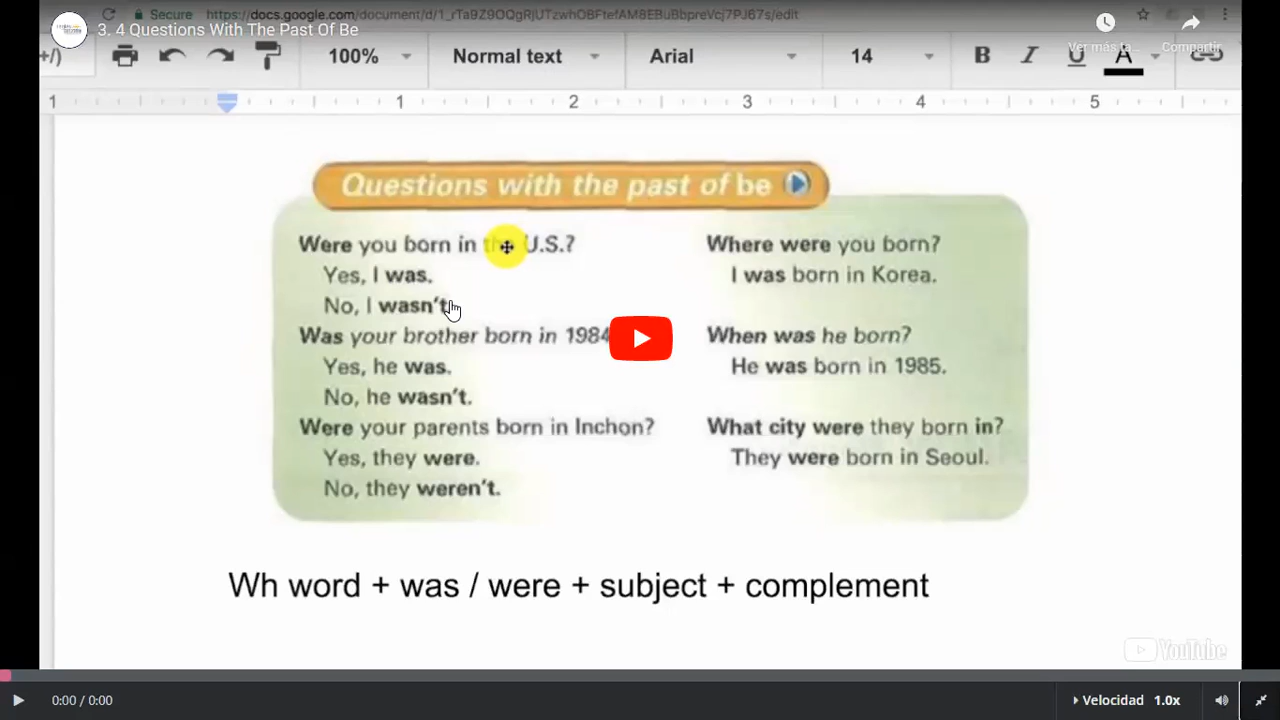 Secure https://docs.google.com/document/d/1_rTa9Z9OQgRjUTzwhOBFtefAM8EBuBbpreVcj7PJ67s/edit
3. 4 Questions With The Past Of Be
Ver más ta... Compartir
+/) 100% Normal text Arial 14 B I U A
1 1 2 3 4 5
Questions with the past of be
Were you born in the U.S.?
Yes, I was.
No, I wasn't.
Was your brother born in 1984
Yes, he was.
No, he wasn't.
Were your parents born in Inchon?
Yes, they were.
No, they weren't.
Where were you born?
I was born in Korea.
When was he born?
He was born in 1985.
What city were they born in?
They were born in Seoul.
Wh word + was / were + subject + complement
YouTube
0:00 / 0:00 Velocidad 1.0x